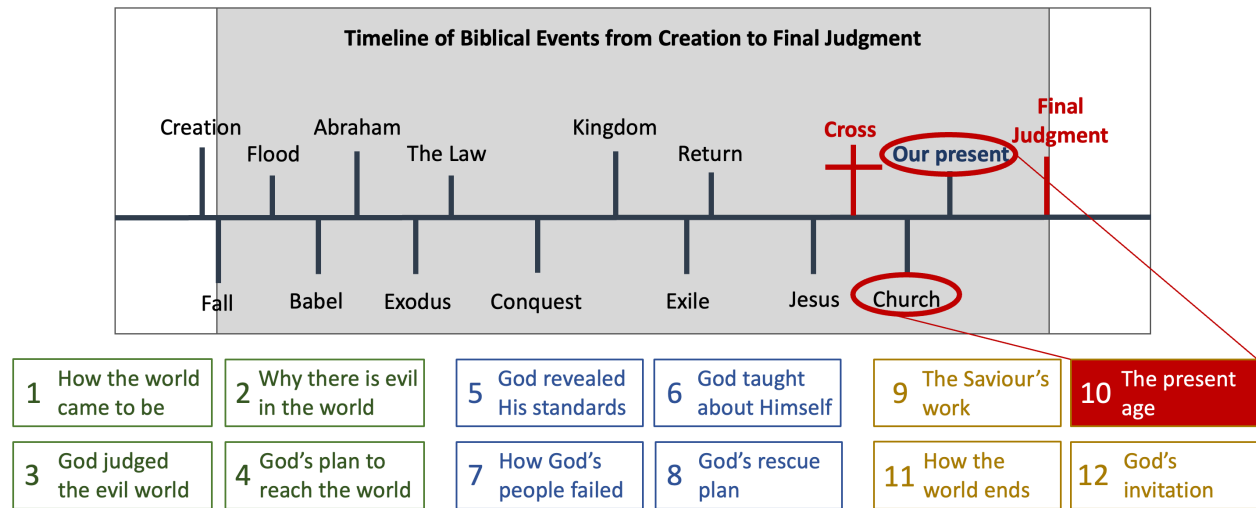 Timeline of Biblical Events from Creation to Final Judgment
Creation
Flood
Abraham
The Law
Kingdom
Return
Cross
Our present
Final
Judgment
Fall
Babel
Exodus
Conquest
Exile
Jesus
Church
1 How the world
came to be
2 Why there is evil
in the world
5 God revealed
His standards
6 God taught
about Himself
9 The Saviour’s
work
10 The present
age
3 God judged
the evil world
4 God’s plan to
reach the world
7 How God’s
people failed
8 God’s rescue
plan
11 How the
world ends
12 God’s
invitation